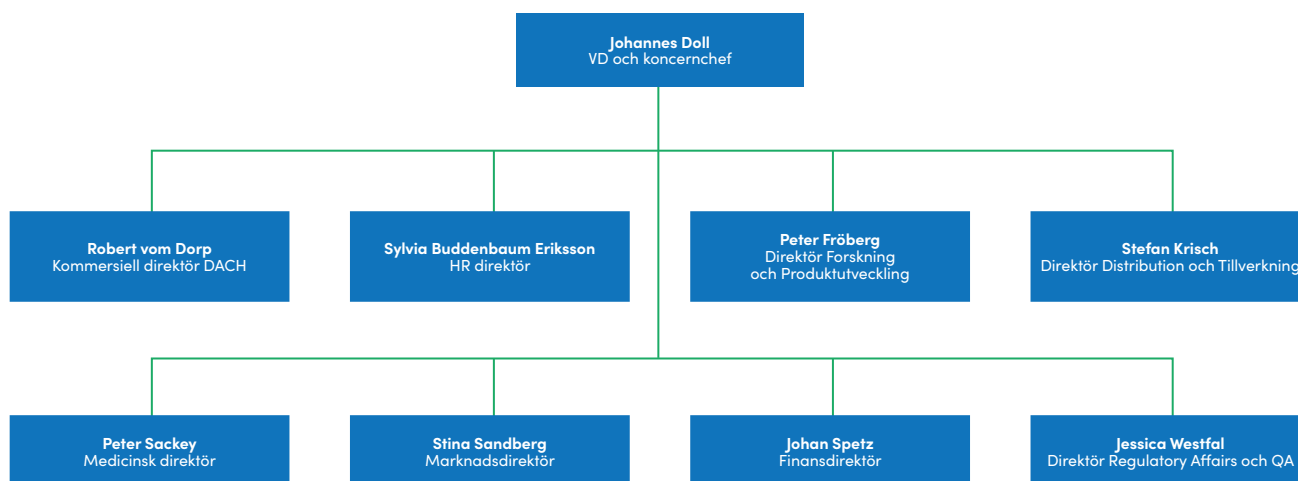 Johannes Doll
VD och koncernchef
Robert vom Dorp
Kommersiell direktör DACH
Sylvia Buddenbaum Eriksson
HR direktör
Peter Fröberg
Direktör Forskning
och Produktutveckling
Stefan Krisch
Direktör Distribution och Tillverkning
Peter Sackey
Medicinsk direktör
Stina Sandberg
Marknadsdirektör
Johan Spetz
Finansdirektör
Jessica Westfal
Direktör Regulatory Affairs och QA